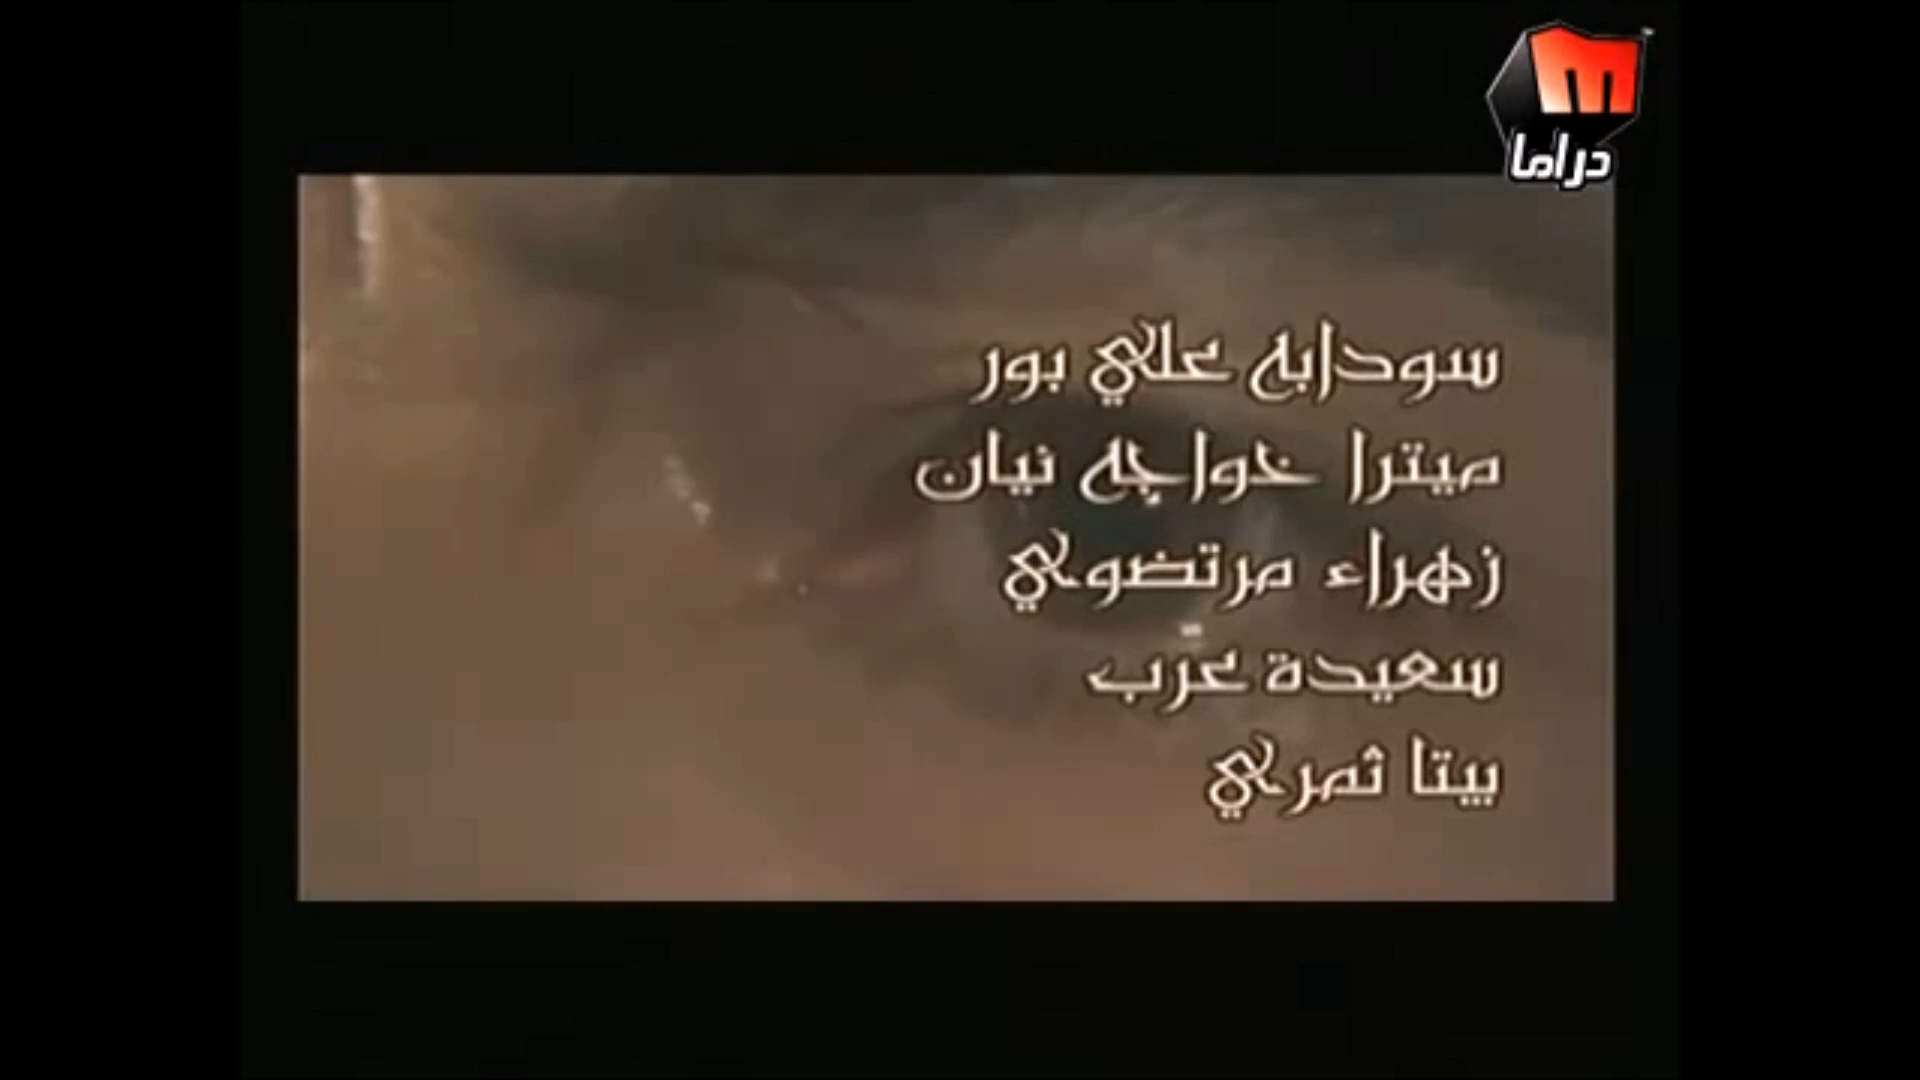 دراما
سودابه علي بور
ميترا خواجه نيان
زهراء مرتضوي
سعيدة عرب
بيتا ثمري